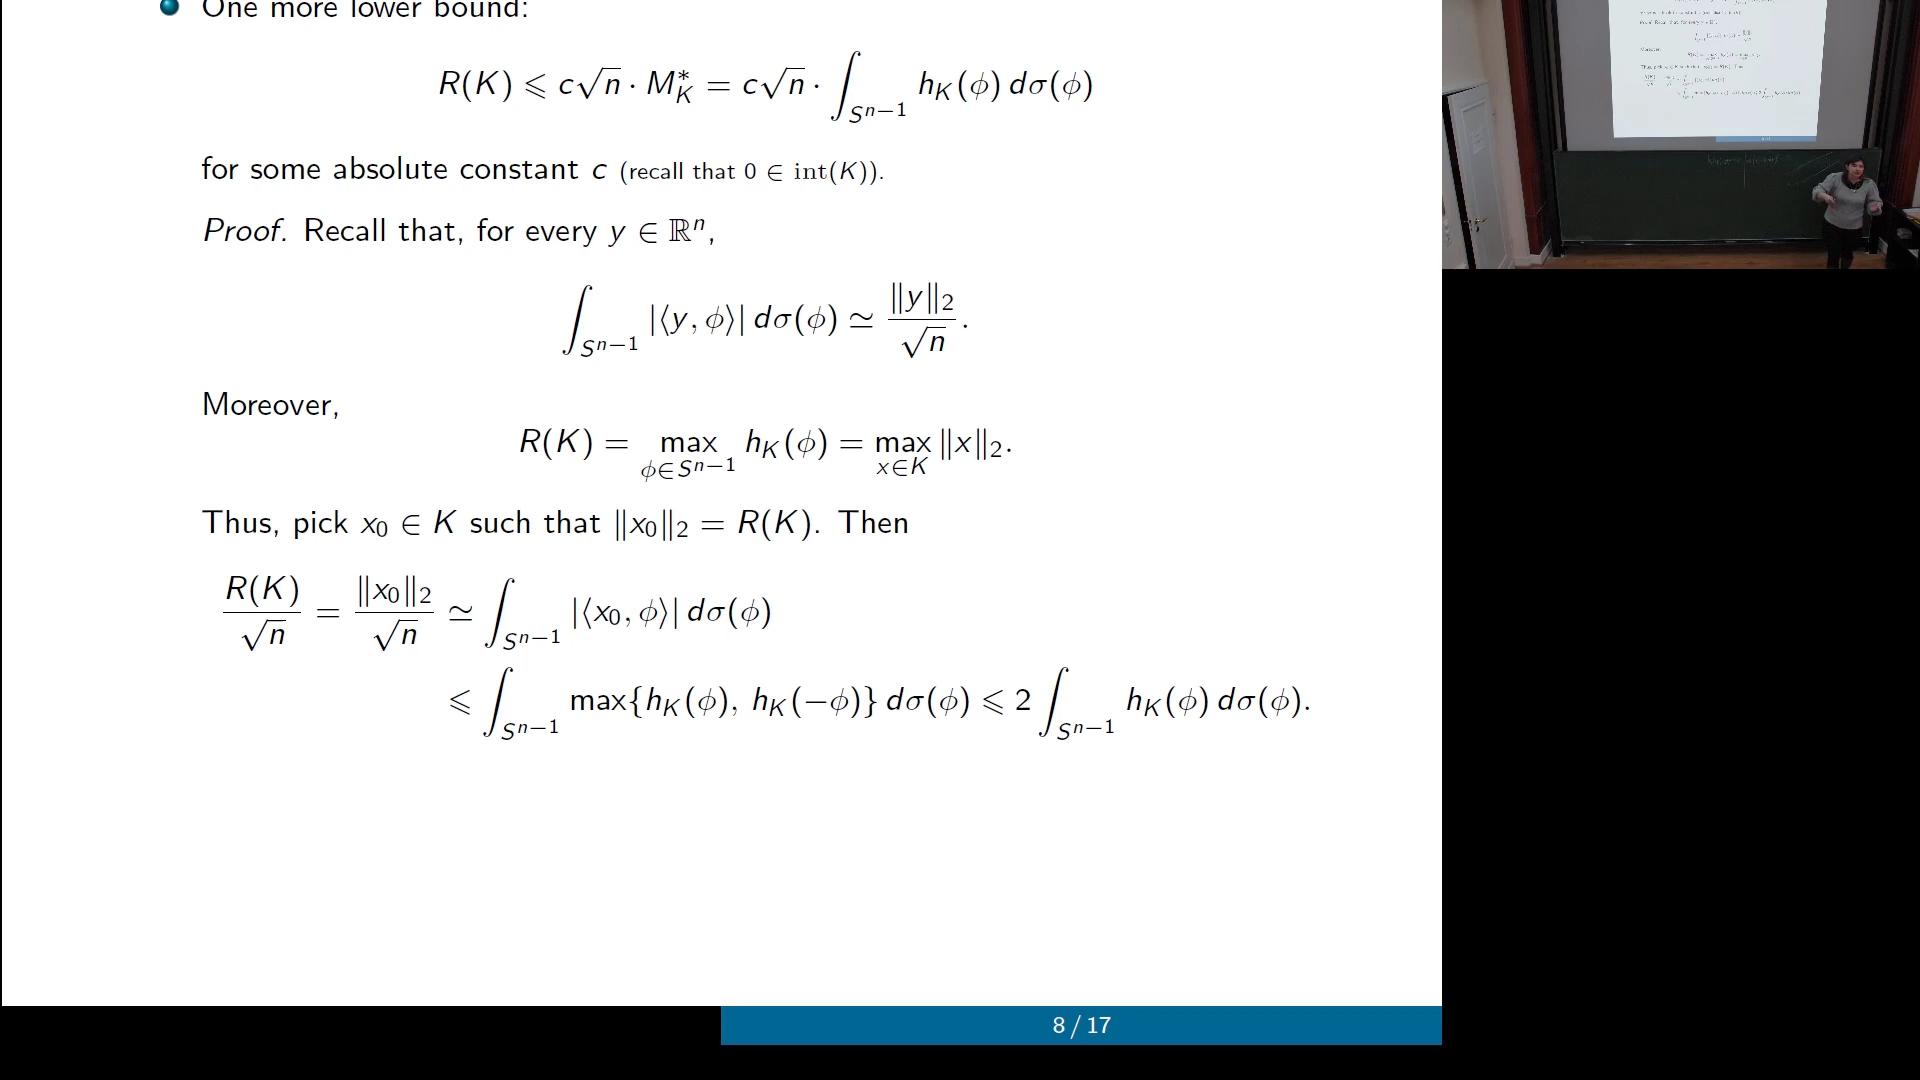 One more lower bound:
R(K) ⩽ c√n · M*_K = c√n · ∫_{S^{n−1}} h_K(ϕ) dσ(ϕ)
for some absolute constant c (recall that 0 ∈ int(K)).
Proof. Recall that, for every y ∈ ℝⁿ,
∫_{S^{n−1}} |⟨y, ϕ⟩| dσ(ϕ) ≃ ‖y‖₂ / √n.
Moreover,
R(K) = max_{ϕ∈S^{n−1}} h_K(ϕ) = max_{x∈K} ‖x‖₂.
Thus, pick x₀ ∈ K such that ‖x₀‖₂ = R(K). Then
R(K)/√n = ‖x₀‖₂/√n ≃ ∫_{S^{n−1}} |⟨x₀, ϕ⟩| dσ(ϕ)
⩽ ∫_{S^{n−1}} max{h_K(ϕ), h_K(−ϕ)} dσ(ϕ) ⩽ 2 ∫_{S^{n−1}} h_K(ϕ) dσ(ϕ).
8 / 17